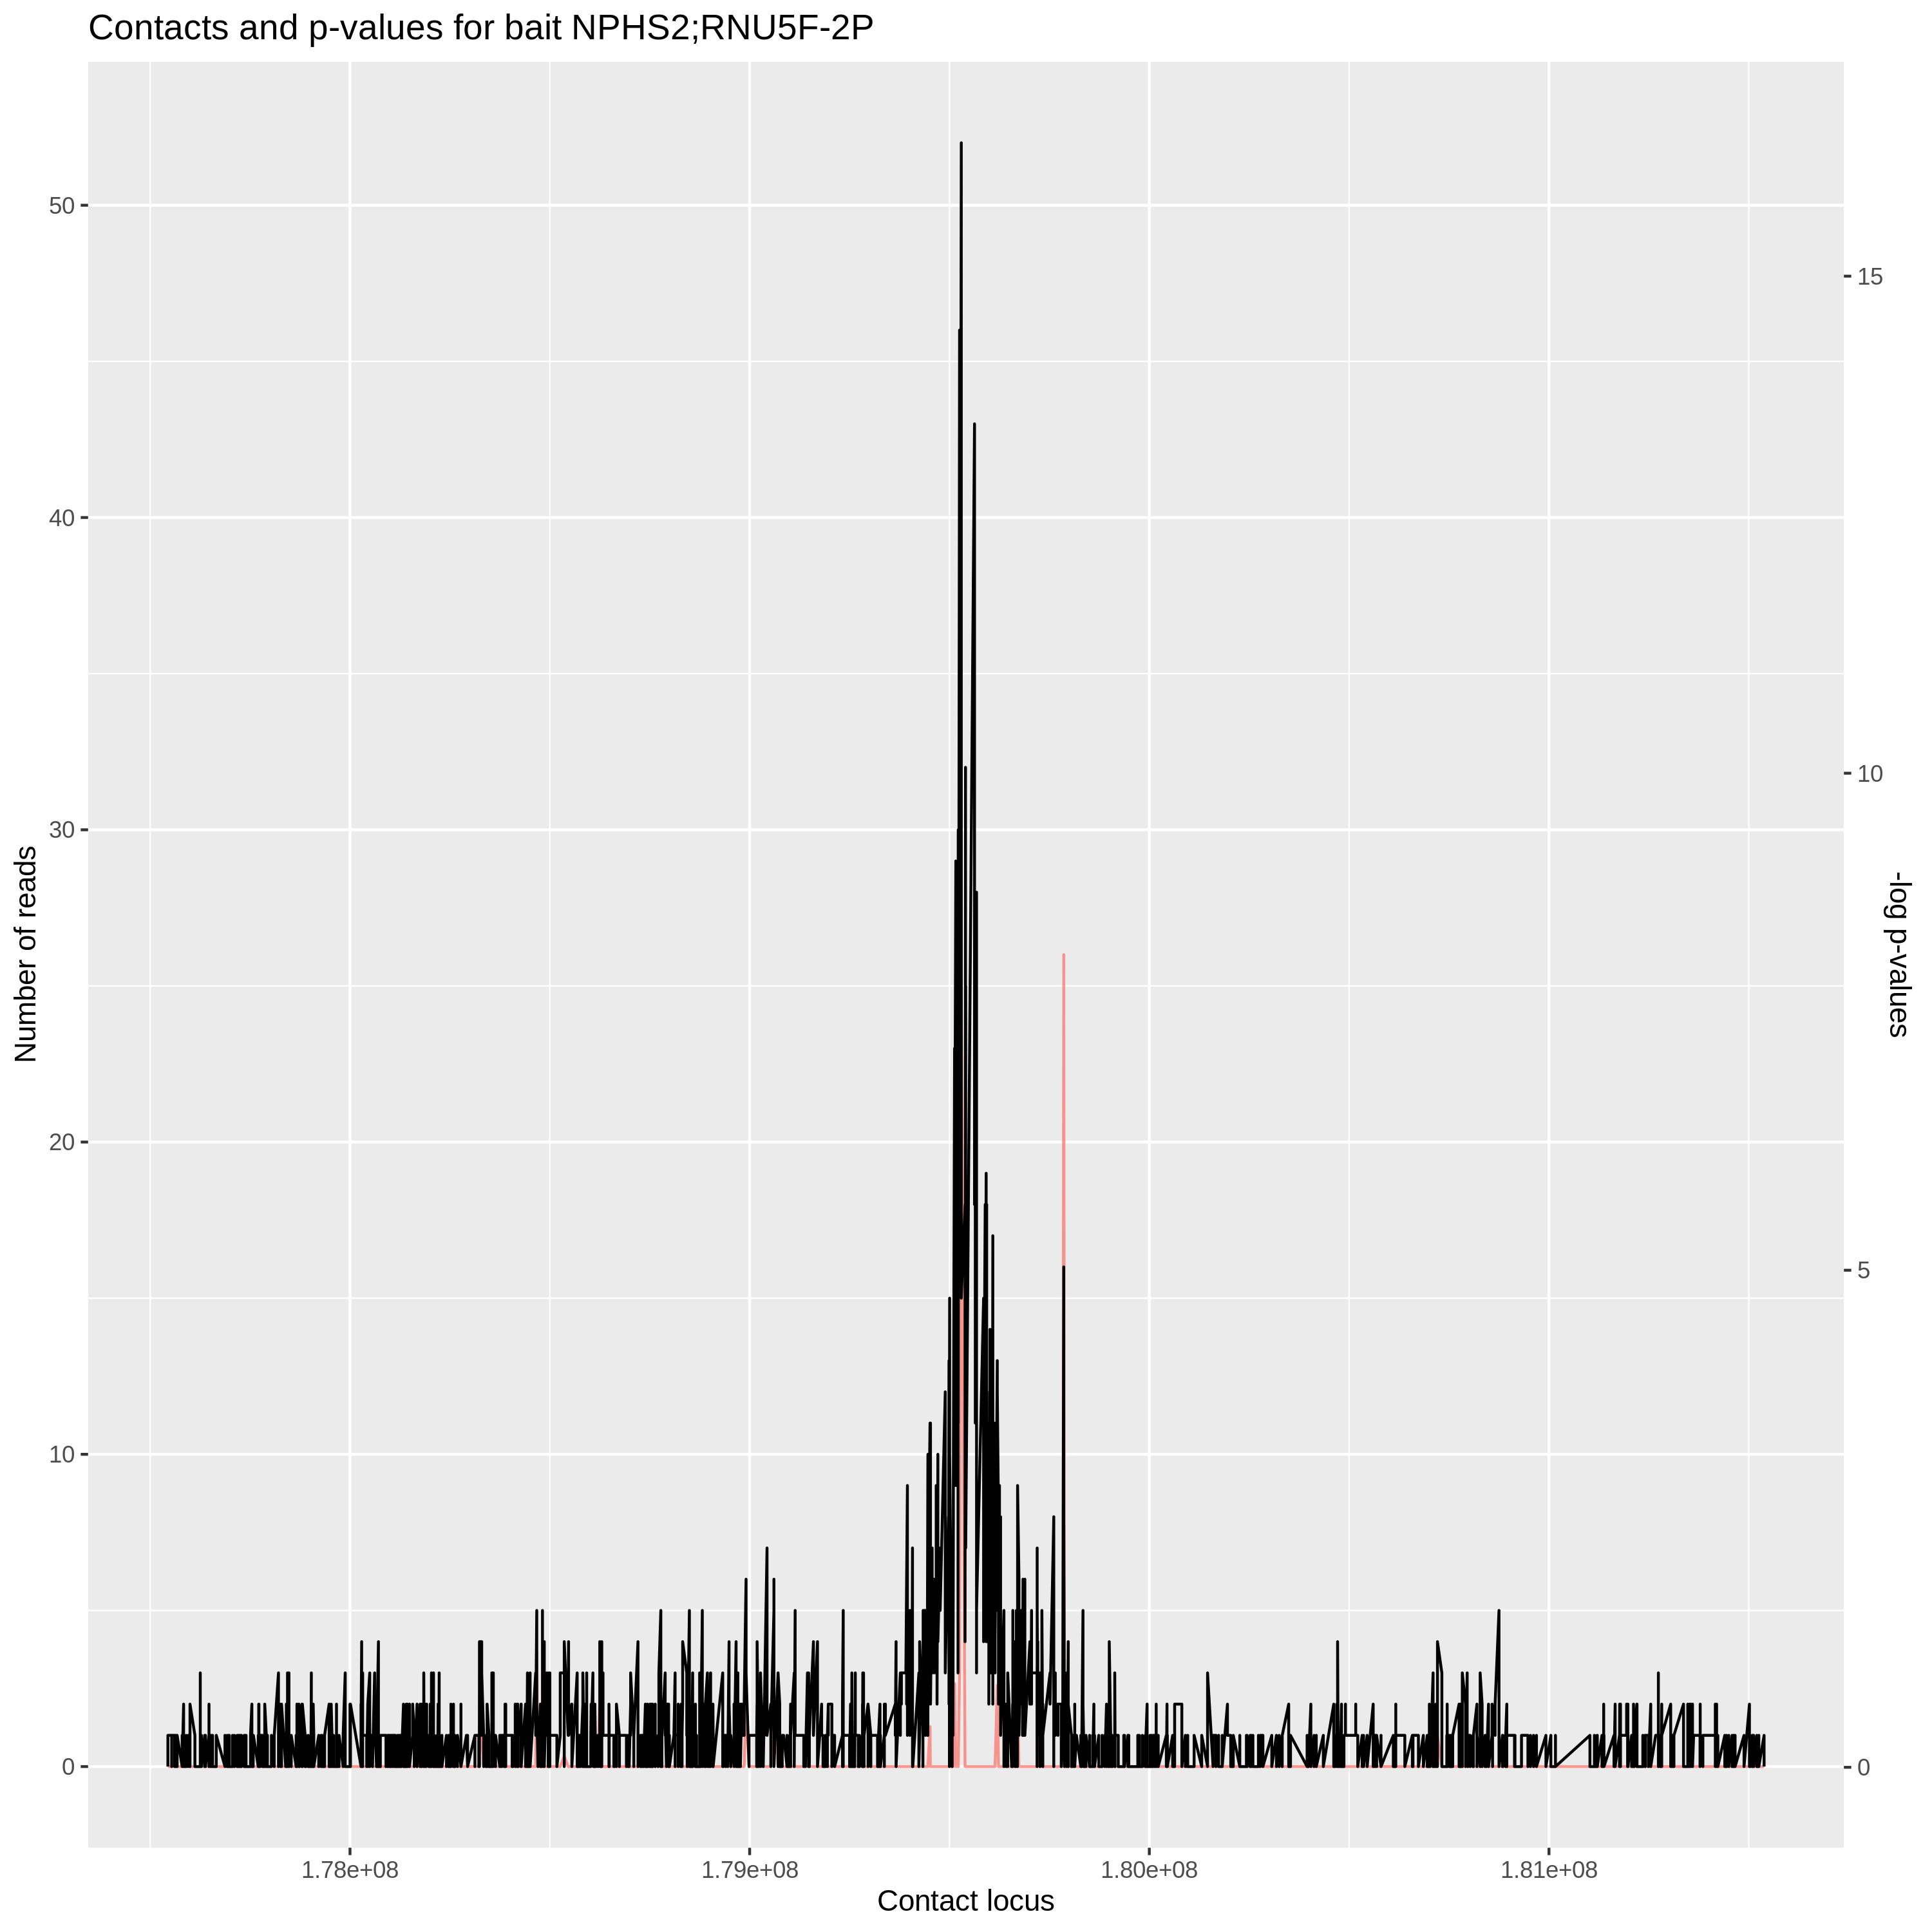 Contacts and p-values for bait NPHS2;RNU5F-2P
50
40
30
20
10
0
Number of reads
15
10
5
0
-log p-values
1.78e+08
1.79e+08
1.80e+08
1.81e+08
Contact locus